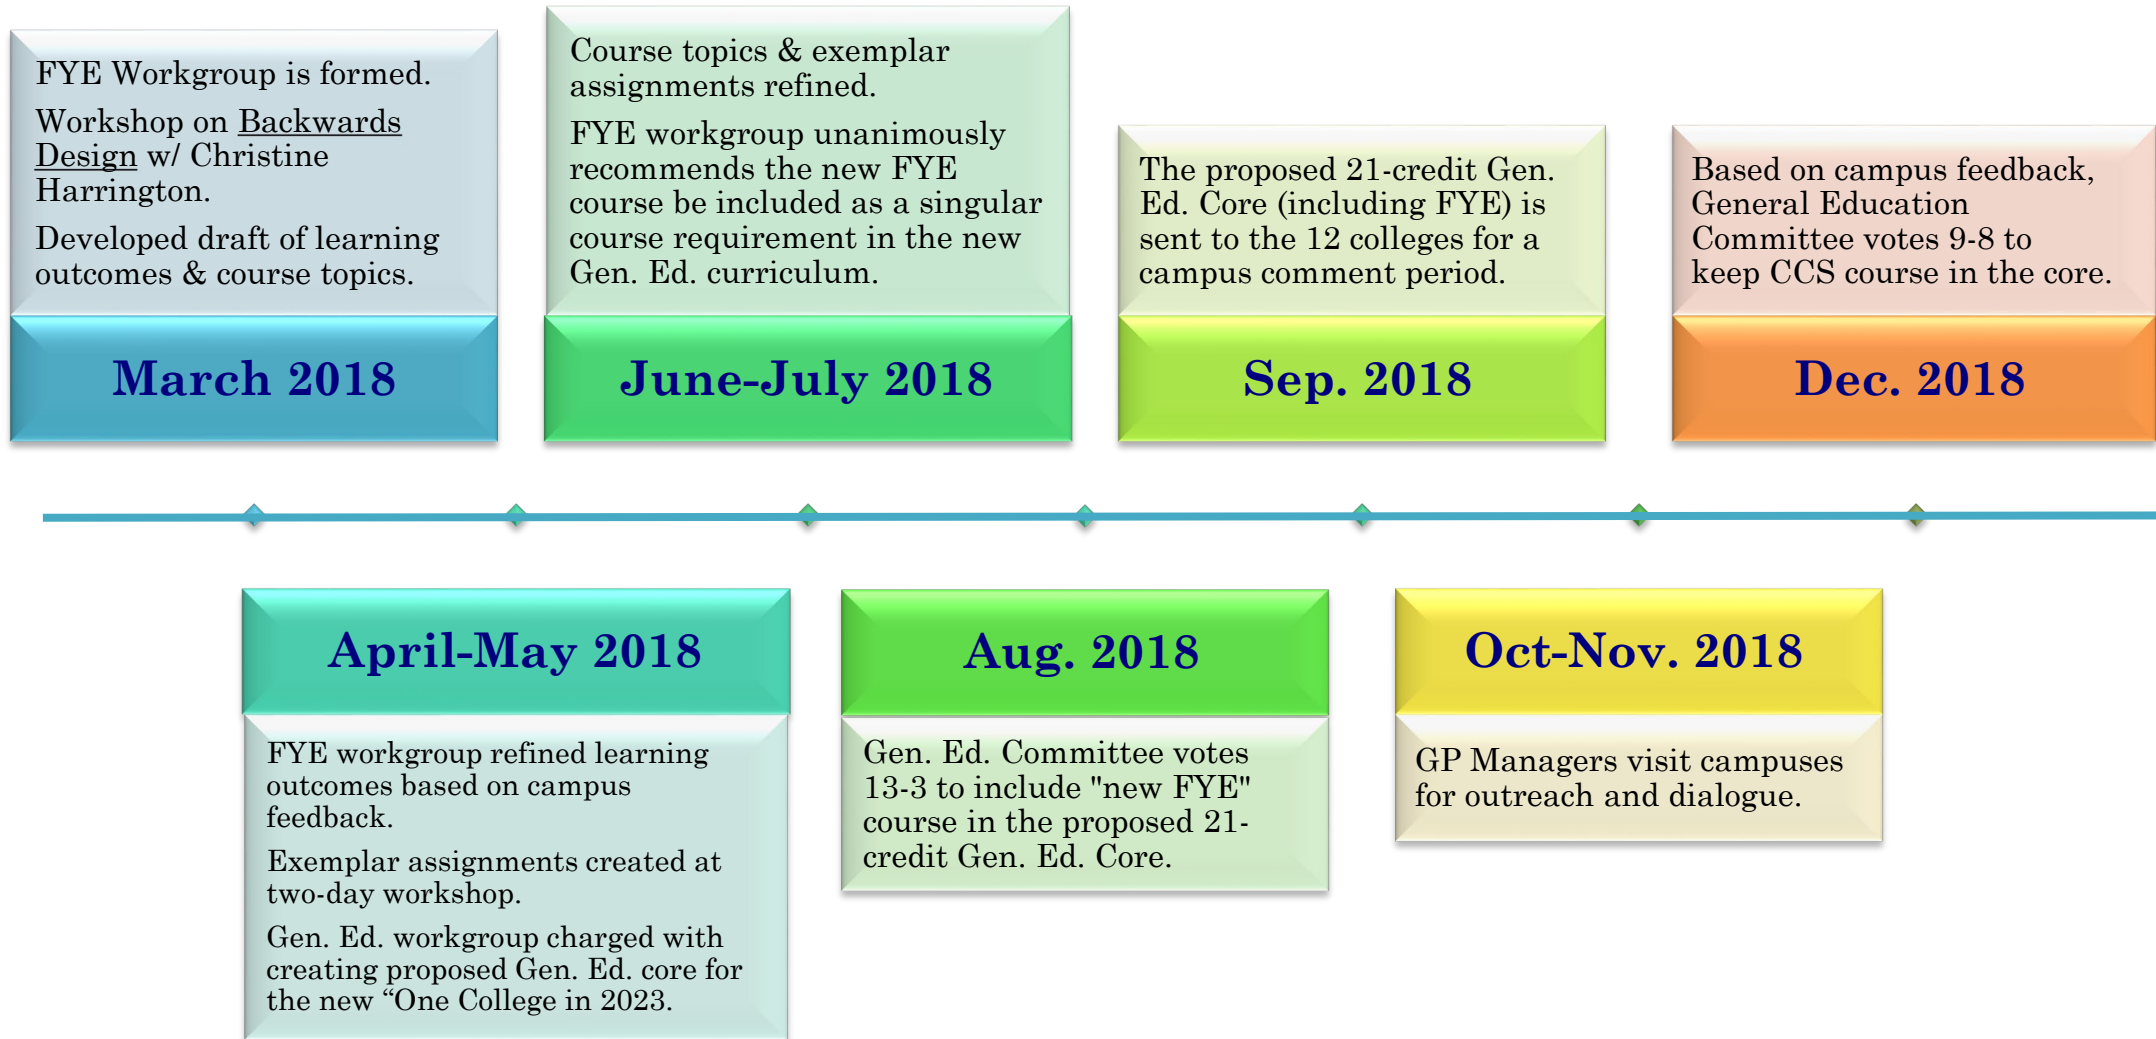 FYE Workgroup is formed.
Workshop on Backwards
Design w/ Christine
Harrington.
Developed draft of learning
outcomes & course topics.
March 2018
Course topics & exemplar
assignments refined.
FYE workgroup unanimously
recommends the new FYE
course be included as a singular
course requirement in the new
Gen. Ed. curriculum.
June-July 2018
The proposed 21-credit Gen.
Ed. Core (including FYE) is
sent to the 12 colleges for a
campus comment period.
Sep. 2018
Based on campus feedback,
General Education
Committee votes 9-8 to
keep CCS course in the core.
Dec. 2018
April-May 2018
FYE workgroup refined learning
outcomes based on campus
feedback.
Exemplar assignments created at
two-day workshop.
Gen. Ed. workgroup charged with
creating proposed Gen. Ed. core for
the new “One College in 2023.
Aug. 2018
Gen. Ed. Committee votes
13-3 to include "new FYE"
course in the proposed 21-
credit Gen. Ed. Core.
Oct-Nov. 2018
GP Managers visit campuses
for outreach and dialogue.